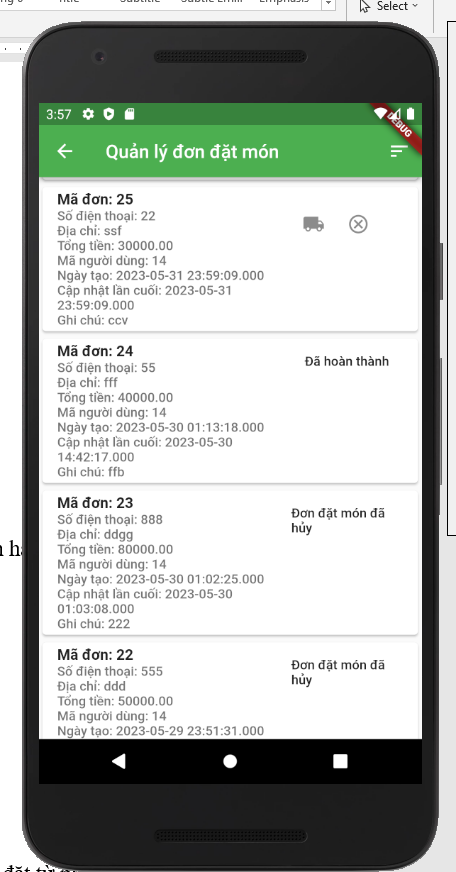 Title
Subtitle
Subtle Em
Emphasis
Select
3:57
DEBUG
Quản lý đơn đặt món
Mã đơn: 25
Số điện thoại: 22
Địa chỉ: ssf
Tổng tiền: 30000.00
Mã người dùng: 14
Ngày tạo: 2023-05-31 23:59:09.000
Cập nhật lần cuối: 2023-05-31
23:59:09.000
Ghi chú: ccv
Mã đơn: 24
Đã hoàn thành
Số điện thoại: 55
Địa chỉ: fff
Tổng tiền: 40000.00
Mã người dùng: 14
Ngày tạo: 2023-05-30 01:13:18.000
Cập nhật lần cuối: 2023-05-30
14:42:17.000
Ghi chú: ffb
Mã đơn: 23
Đơn đặt món đã
hủy
Số điện thoại: 888
Địa chỉ: ddgg
Tổng tiền: 80000.00
Mã người dùng: 14
Ngày tạo: 2023-05-30 01:02:25.000
Cập nhật lần cuối: 2023-05-30
01:03:08.000
Ghi chú: 222
Mã đơn: 22
Đơn đặt món đã
hủy
Số điện thoại: 555
Địa chỉ: ddd
Tổng tiền: 50000.00
Mã người dùng: 14
Ngày tạo: 2023-05-29 23:51:31.000